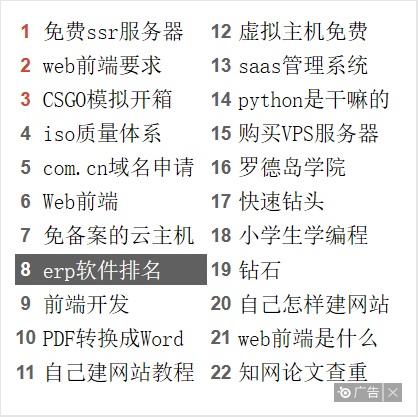 1 免费ssr服务器
2 web前端要求
3 CSGO模拟开箱
4 iso质量体系
5 com.cn域名申请
6 Web前端
7 免备案的云主机
8 erp软件排名
9 前端开发
10 PDF转换成Word
11 自己建网站教程
12 虚拟主机免费
13 saas管理系统
14 python是干嘛的
15 购买VPS服务器
16 罗德岛学院
17 快速钻头
18 小学生学编程
19 钻石
20 自己怎样建网站
21 web前端是什么
22 知网论文查重
广告